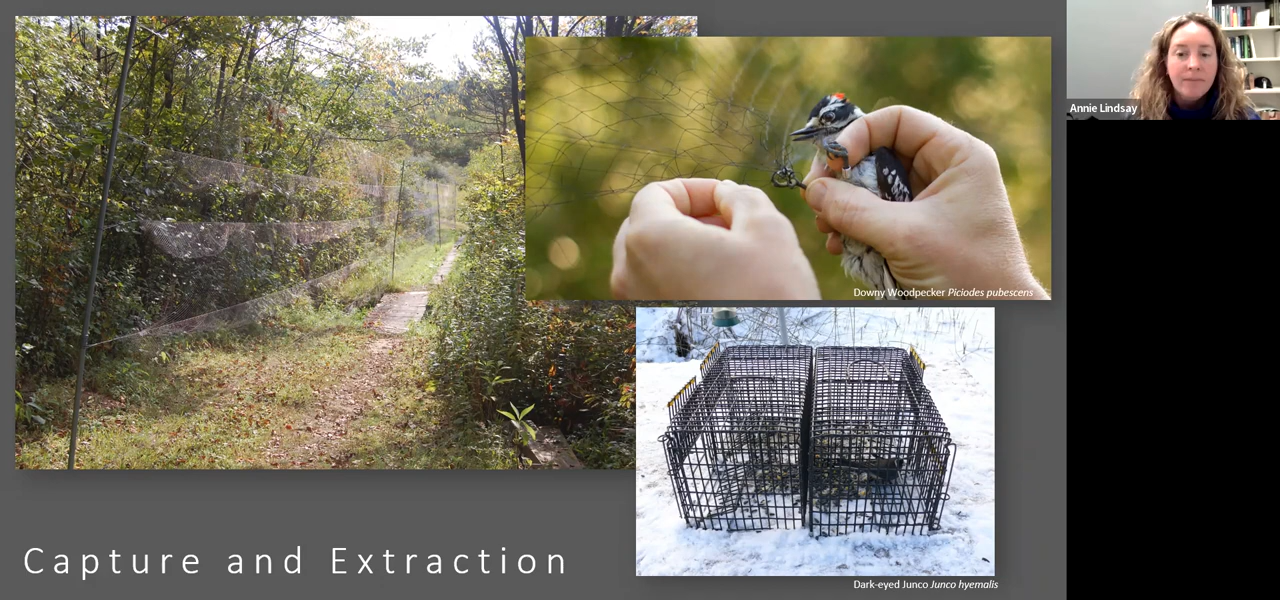 Annie Lindsay
Downy Woodpecker Piciodes pubescens
Capture and Extraction
Dark-eyed Junco Junco hyemalis